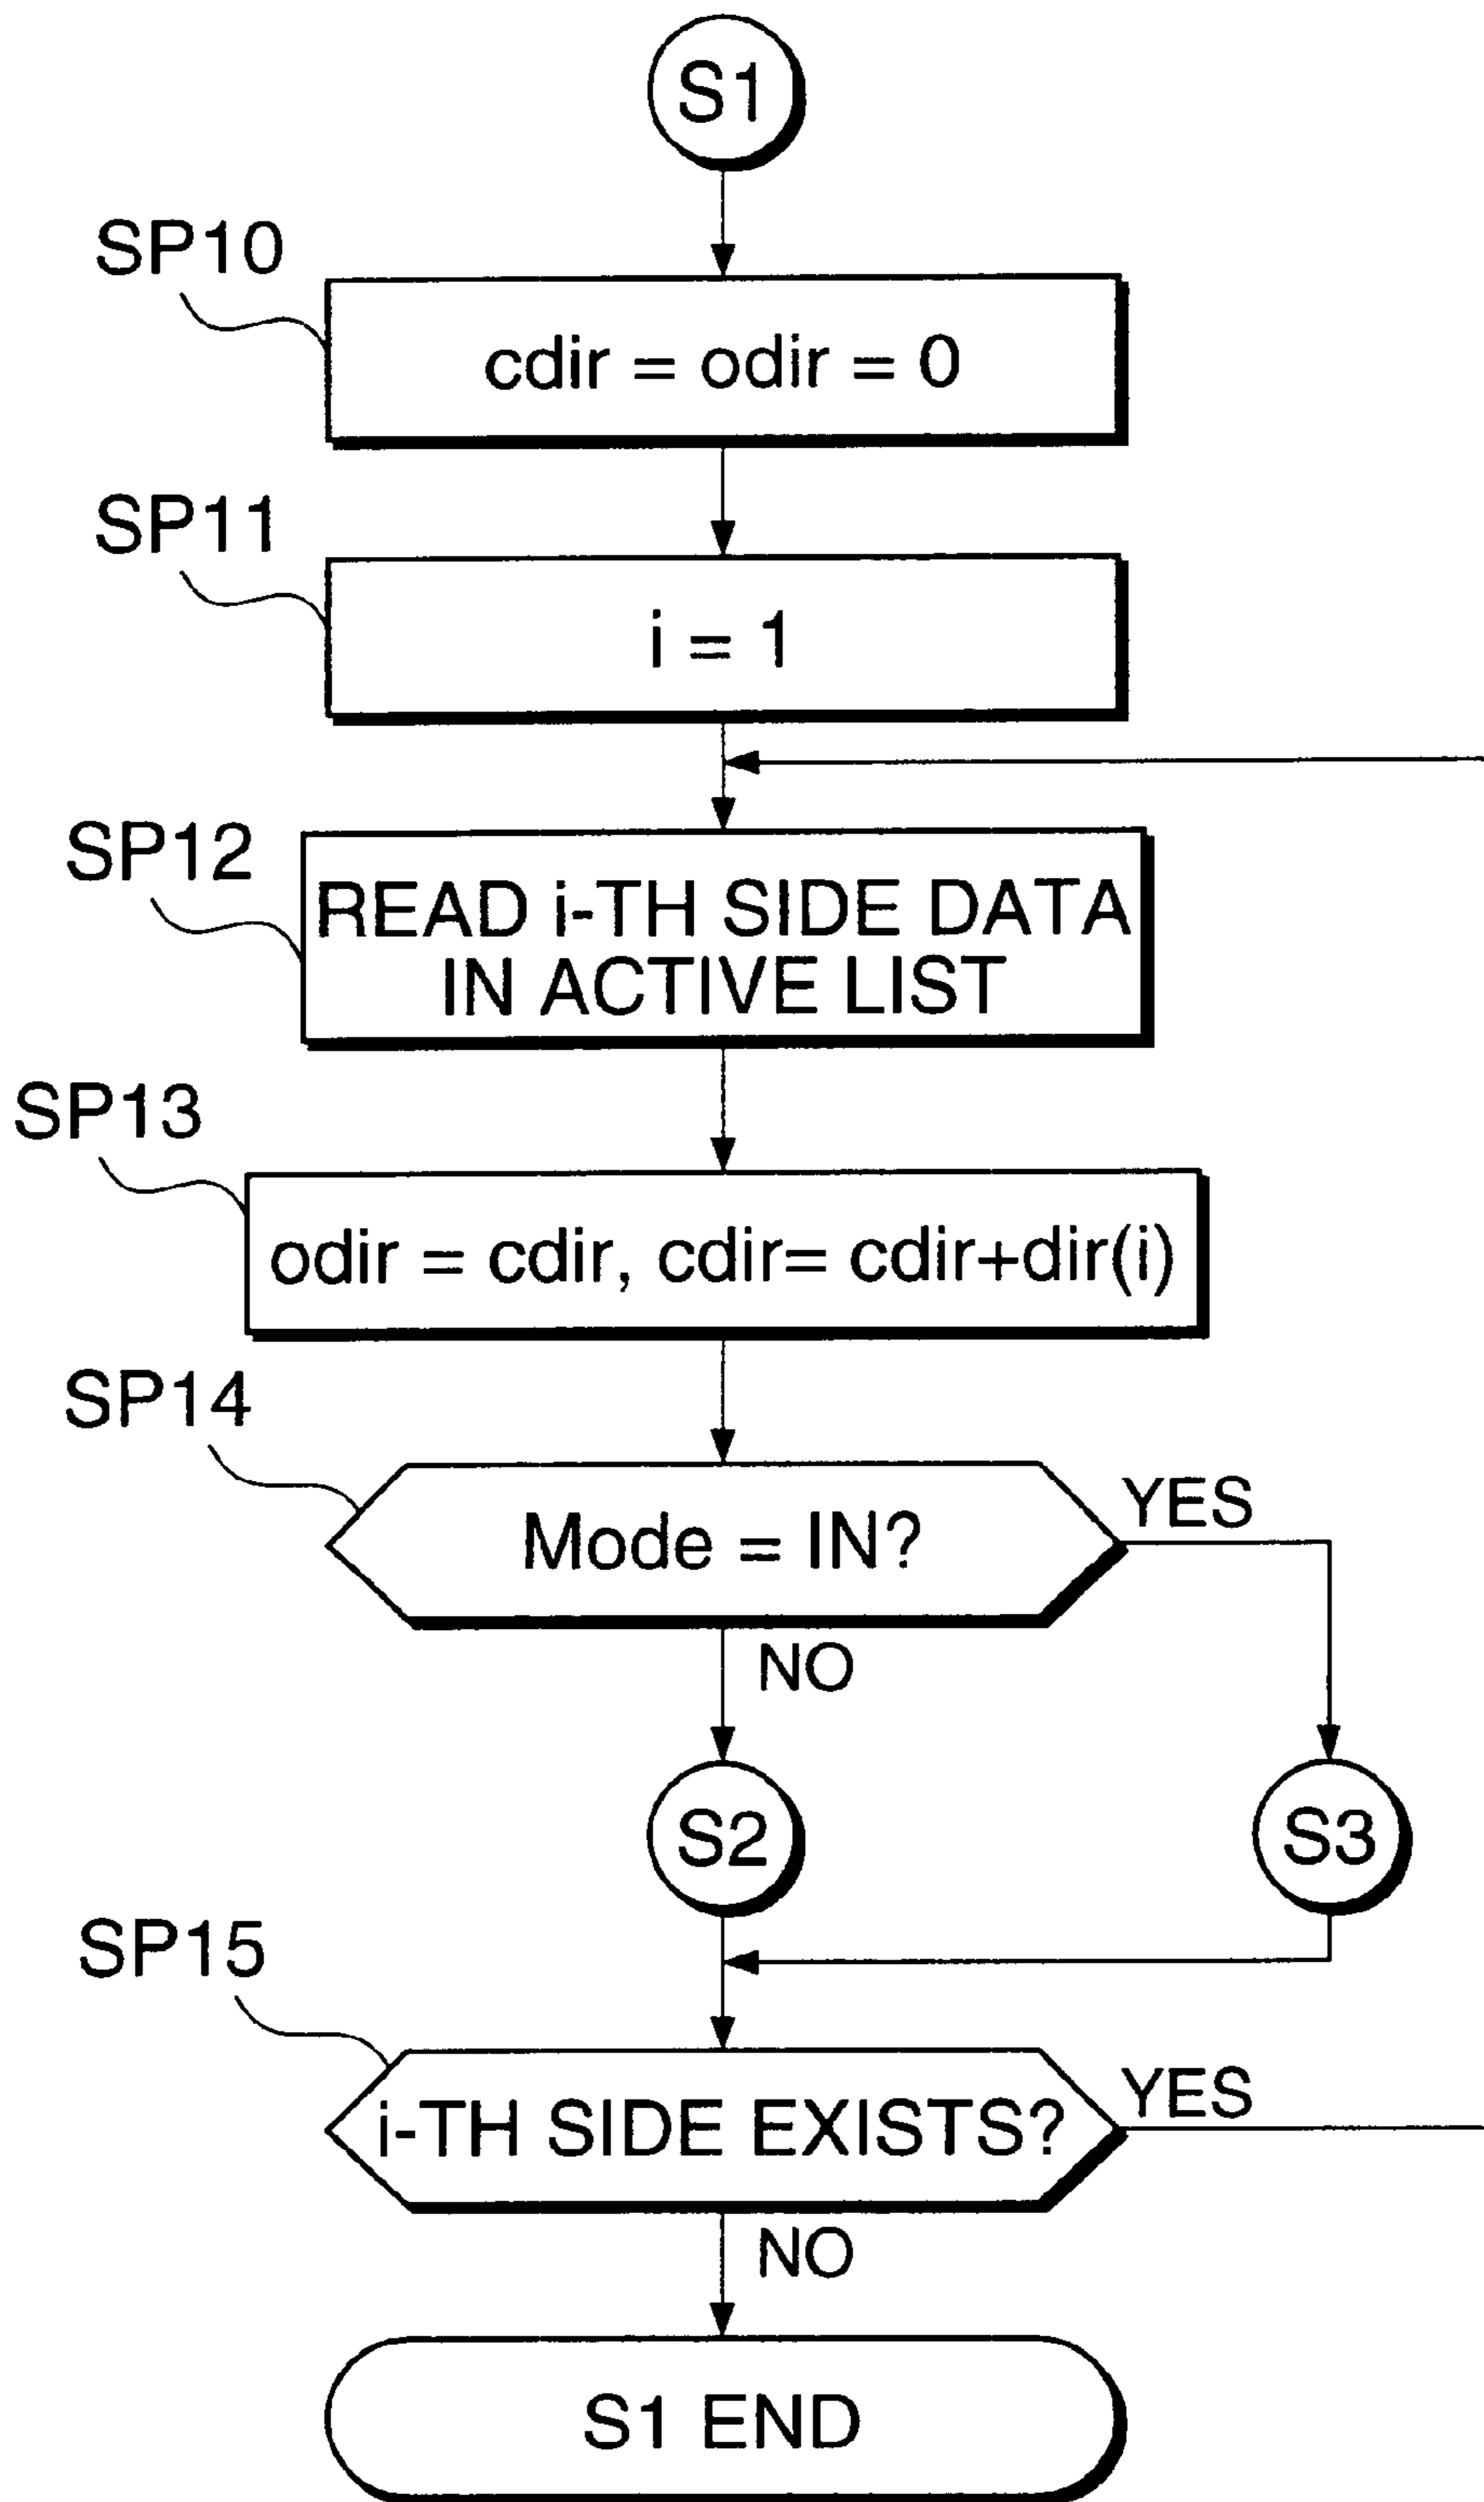 S1
SP10
cdir = odir = 0
SP11
i = 1
SP12
READ i-TH SIDE DATA
IN ACTIVE LIST
SP13
odir = cdir, cdir= cdir+dir(i)
SP14
Mode = IN?
YES
NO
S2
S3
SP15
i-TH SIDE EXISTS?
YES
NO
S1 END